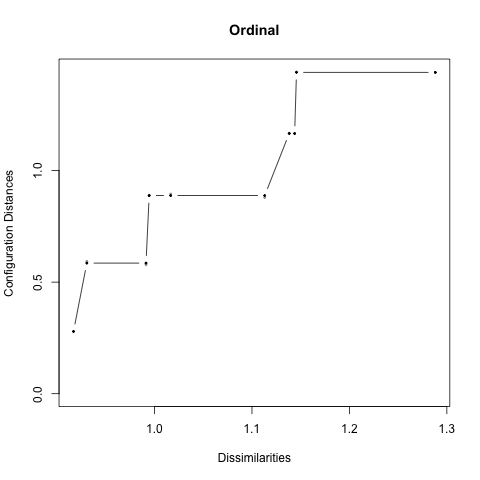 Ordinal
Configuration Distances
1.0
0.5
0.0
1.0 1.1 1.2 1.3
Dissimilarities